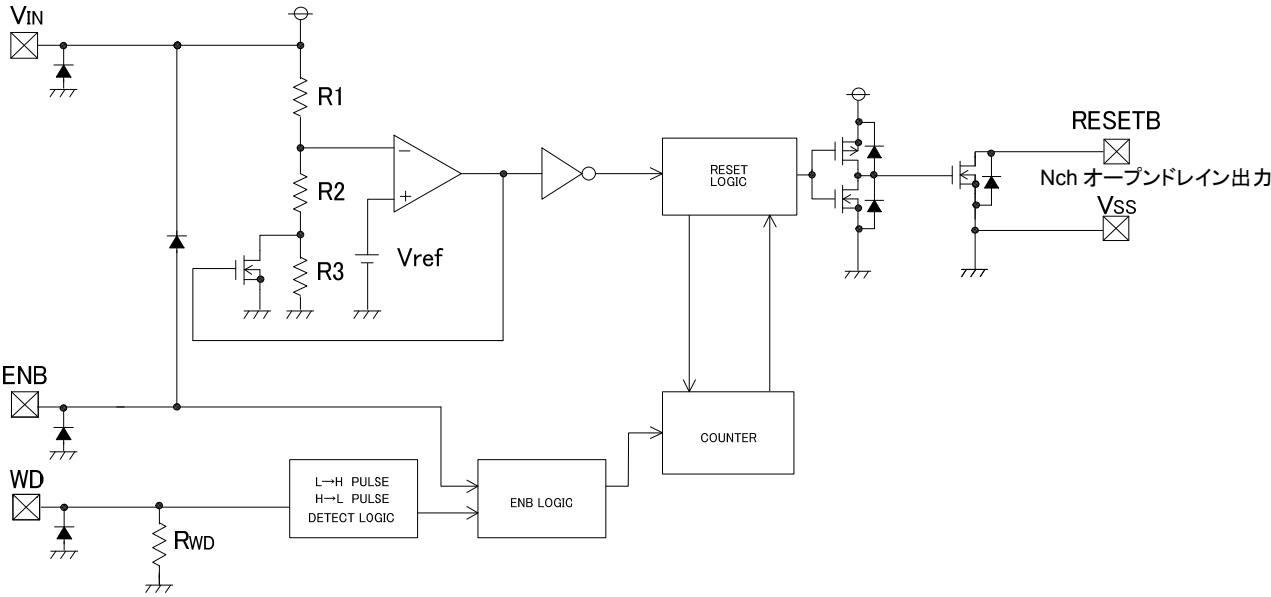 VIN
R1
R2
R3
Vref
RESET
LOGIC
RESETB
Nch オープンドレイン出力
VSS
ENB
COUNTER
WD
L→H PULSE
H→L PULSE
DETECT LOGIC
ENB LOGIC
RWD